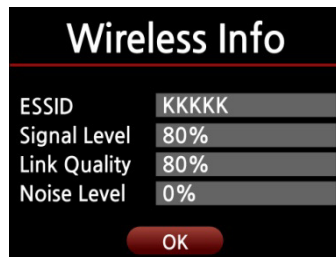 Wireless Info
ESSID KKKKK
Signal Level 80%
Link Quality 80%
Noise Level 0%
OK